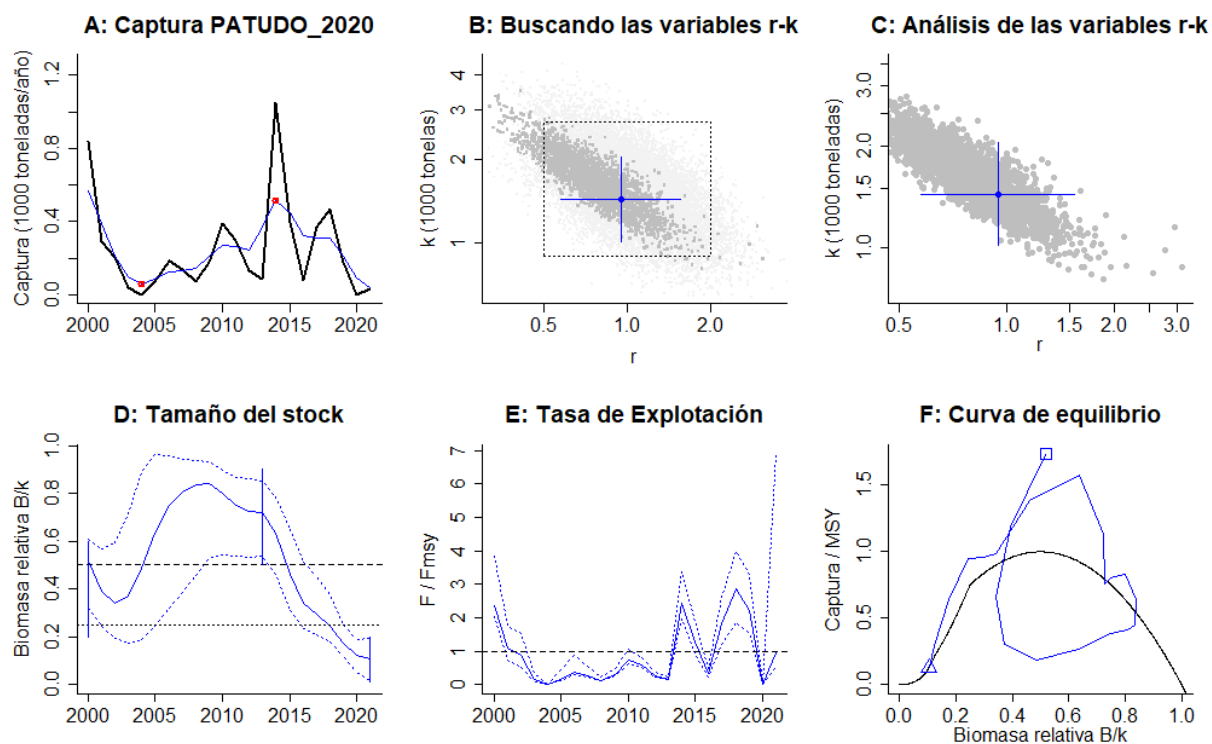 A: Captura PATUDO_2020
Captura (1000 toneladas/año)
0.0 0.4 0.8 1.2
2000 2005 2010 2015 2020
B: Buscando las variables r-k
k (1000 tonelas)
1 2 3 4
0.5 1.0 2.0
r
C: Análisis de las variables r-k
k (1000 toneladas)
1.0 1.5 2.0 3.0
0.5 1.0 1.5 2.0 3.0
r
D: Tamaño del stock
Biomasa relativa B/k
0.0 0.2 0.4 0.6 0.8 1.0
2000 2005 2010 2015 2020
E: Tasa de Explotación
F / Fmsy
0 1 2 3 4 5 6 7
2000 2005 2010 2015 2020
F: Curva de equilibrio
Captura / MSY
0.0 0.5 1.0 1.5
0.0 0.2 0.4 0.6 0.8 1.0
Biomasa relativa B/k